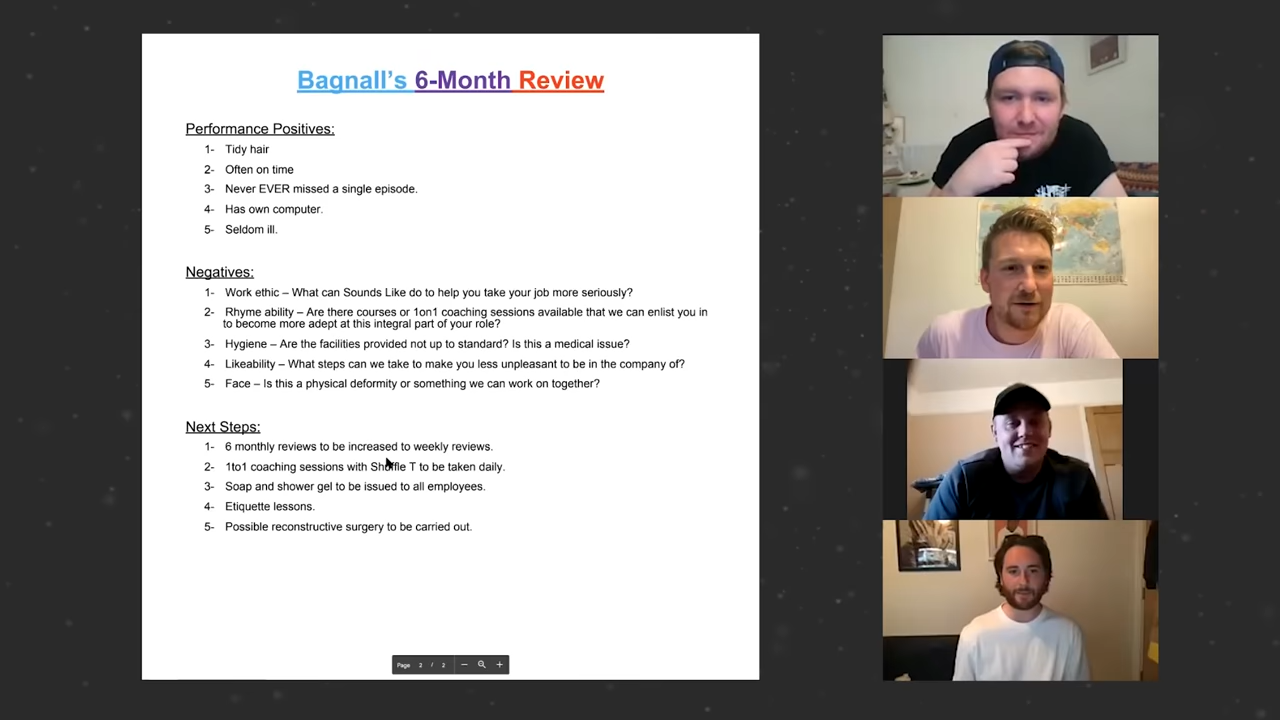 Bagnall's 6-Month Review
Performance Positives:
1- Tidy hair
2- Often on time
3- Never EVER missed a single episode.
4- Has own computer.
5- Seldom ill.
Negatives:
1- Work ethic – What can Sounds Like do to help you take your job more seriously?
2- Rhyme ability – Are there courses or 1on1 coaching sessions available that we can enlist you in
to become more adept at this integral part of your role?
3- Hygiene – Are the facilities provided not up to standard? Is this a medical issue?
4- Likeability – What steps can we take to make you less unpleasant to be in the company of?
5- Face – Is this a physical deformity or something we can work on together?
Next Steps:
1- 6 monthly reviews to be increased to weekly reviews.
2- 1to1 coaching sessions with Shuffle T to be taken daily.
3- Soap and shower gel to be issued to all employees.
4- Etiquette lessons.
5- Possible reconstructive surgery to be carried out.
Page 2 / 2